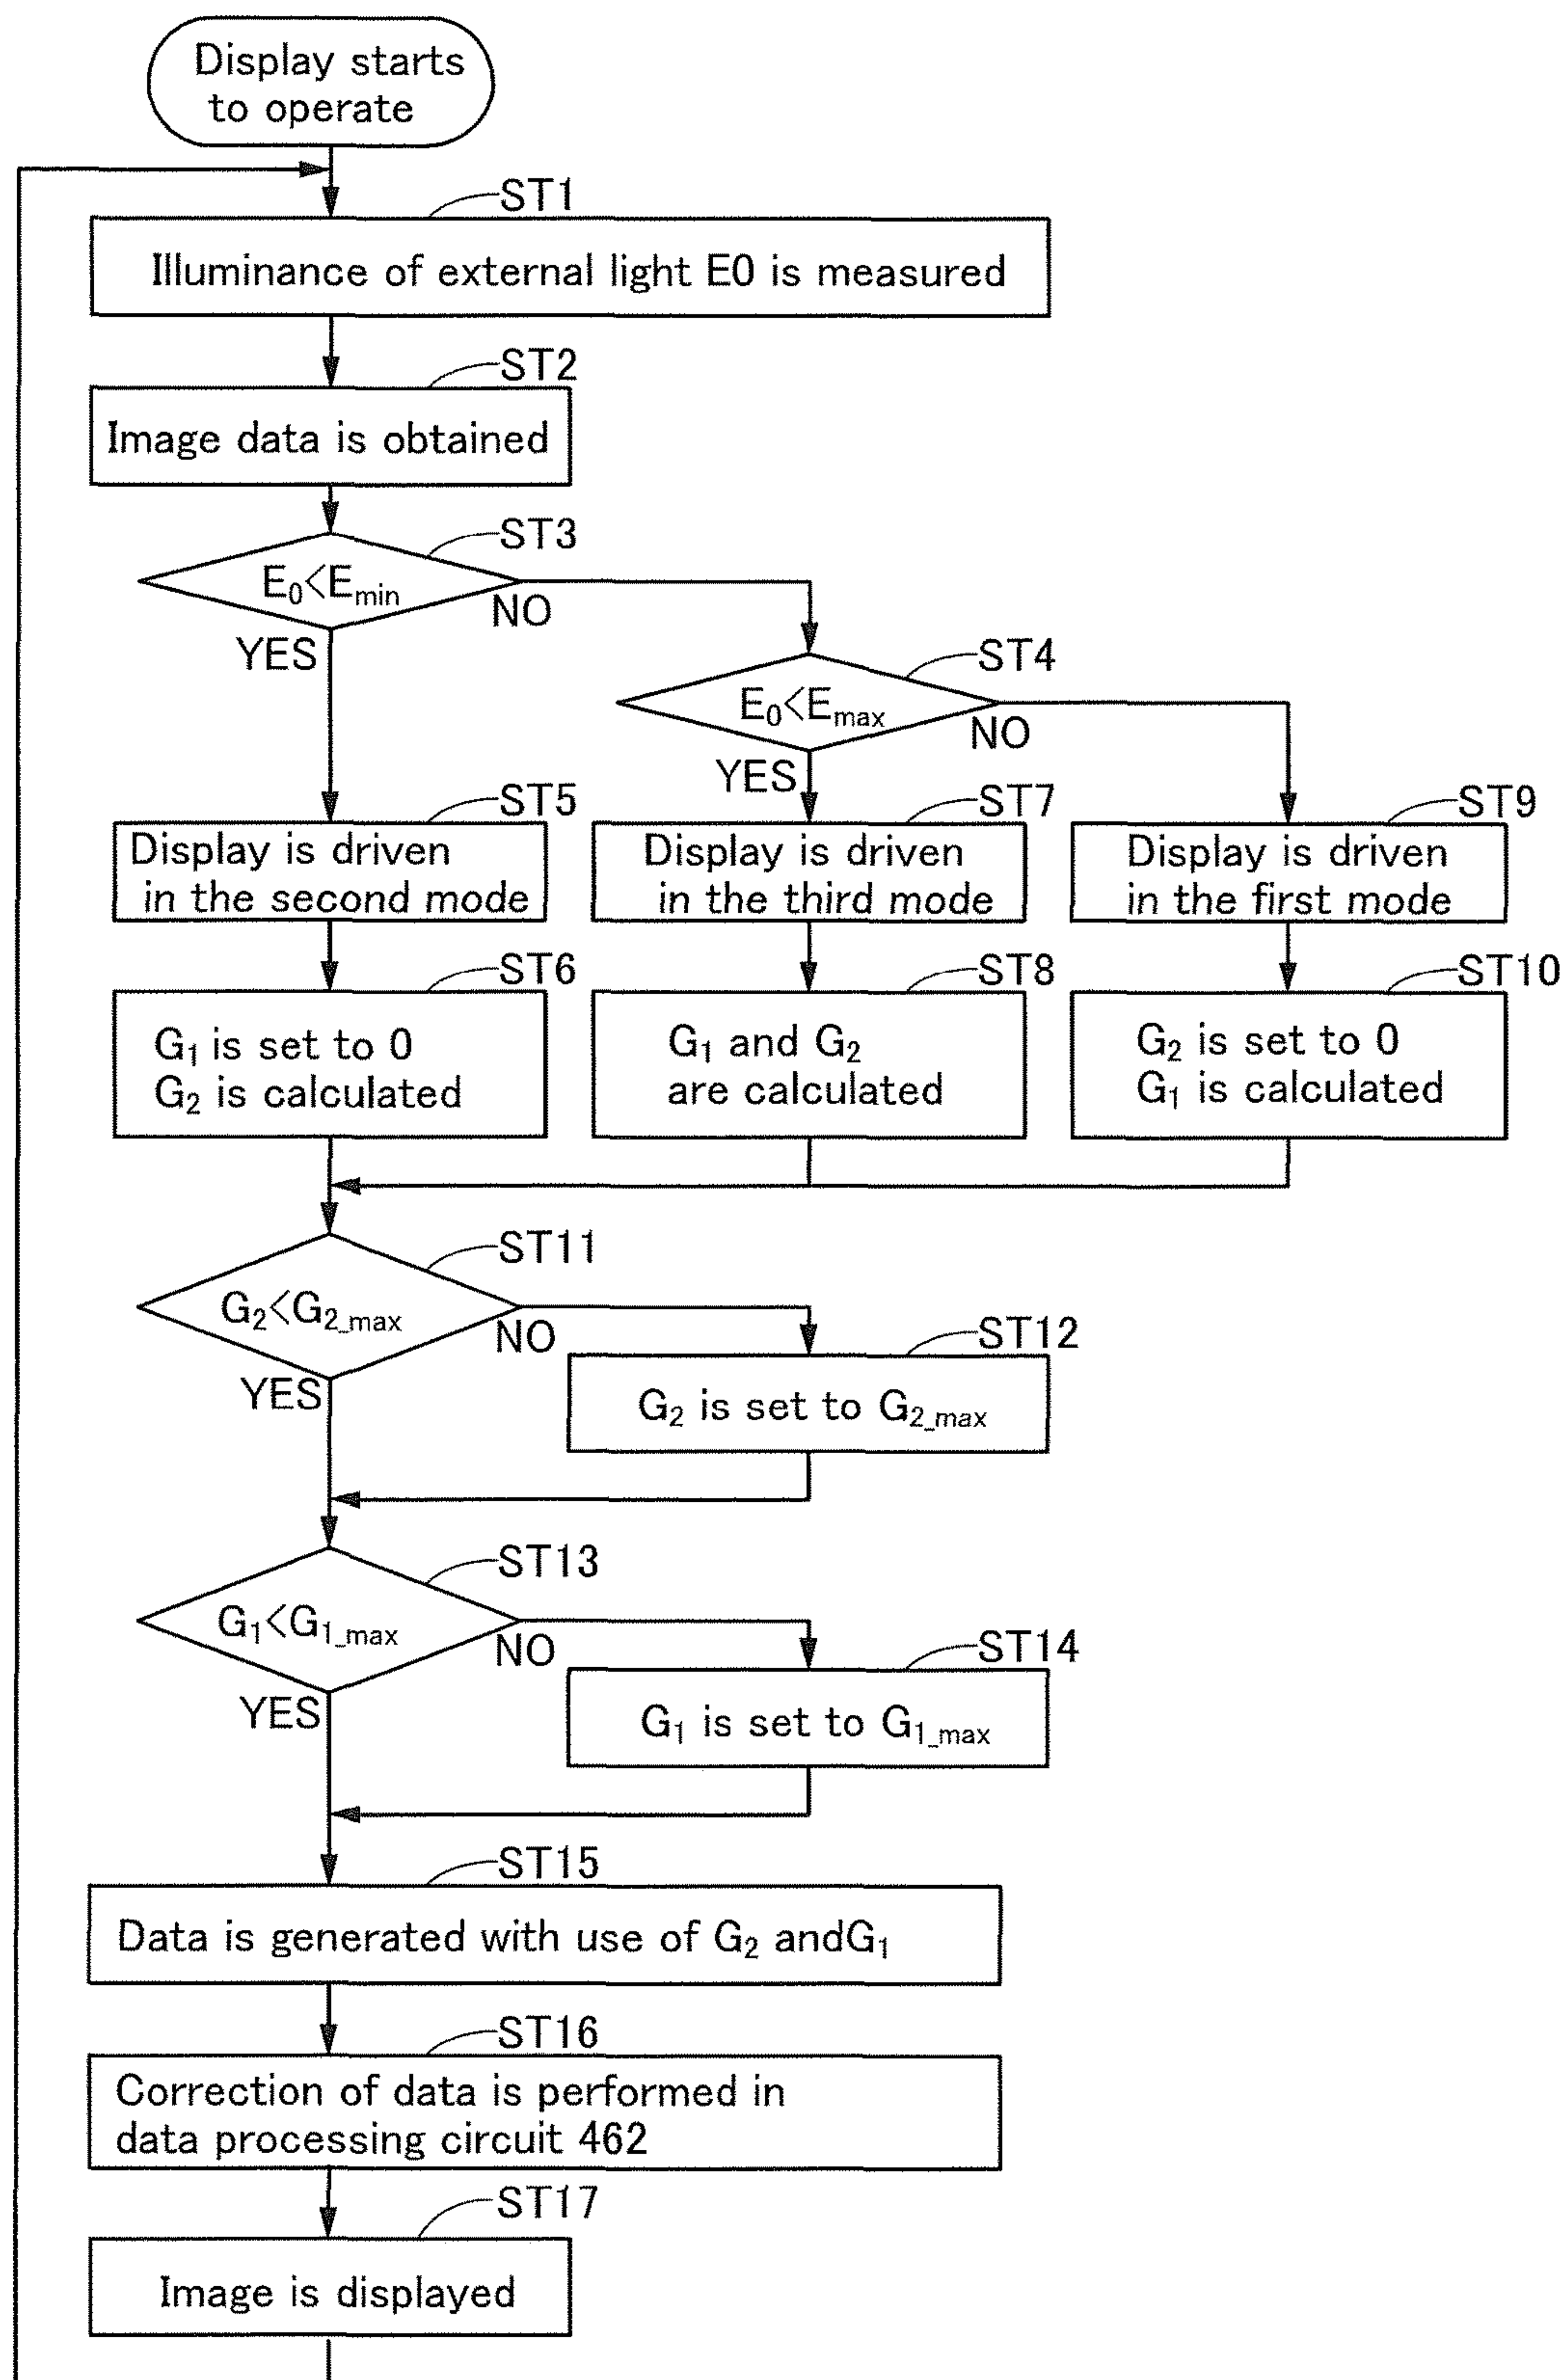 Display starts
to operate
ST1
Illuminance of external light E0 is measured
ST2
Image data is obtained
ST3
E₀<Eₘᵢₙ
NO
YES
ST4
E₀<Eₘₐₓ
NO
YES
ST5
Display is driven
in the second mode
ST7
Display is driven
in the third mode
ST9
Display is driven
in the first mode
ST6
G₁ is set to 0
G₂ is calculated
ST8
G₁ and G₂
are calculated
ST10
G₂ is set to 0
G₁ is calculated
ST11
G₂<G₂_ₘₐₓ
NO
YES
ST12
G₂ is set to G₂_ₘₐₓ
ST13
G₁<G₁_ₘₐₓ
NO
YES
ST14
G₁ is set to G₁_ₘₐₓ
ST15
Data is generated with use of G₂ andG₁
ST16
Correction of data is performed in
data processing circuit 462
ST17
Image is displayed